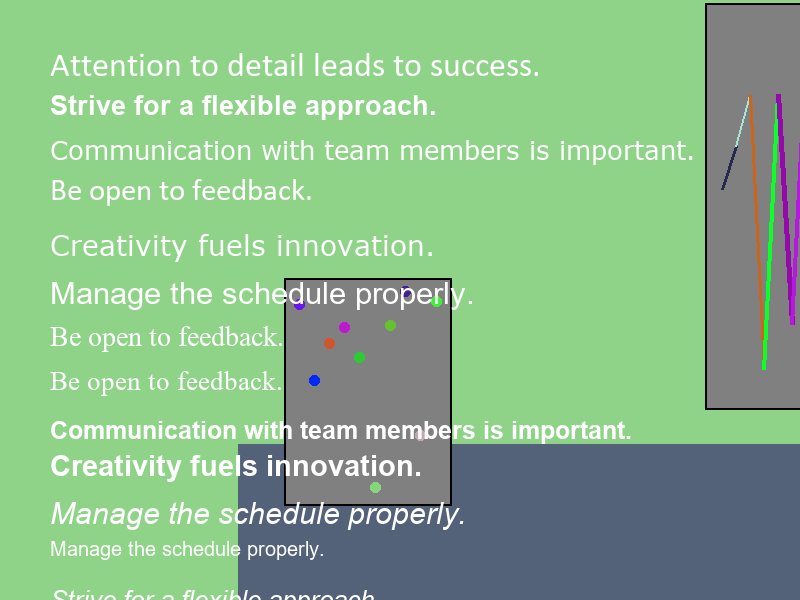 Attention to detail leads to success.
Strive for a flexible approach.
Communication with team members is important.
Be open to feedback.
Creativity fuels innovation.
Manage the schedule properly.
Be open to feedback.
Be open to feedback.
Communication with team members is important.
Creativity fuels innovation.
Manage the schedule properly.
Manage the schedule properly.
Strive for a flexible approach.